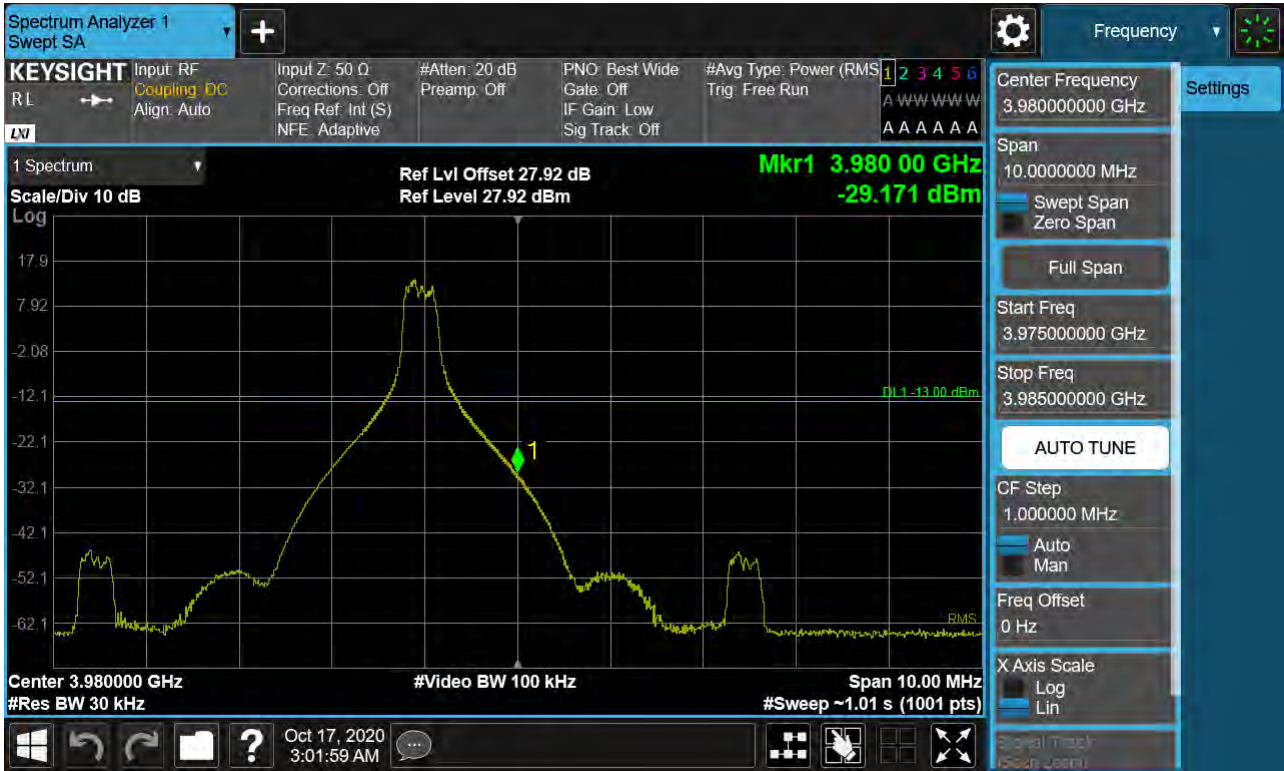 Spectrum Analyzer 1
Swept SA
+
Frequency
KEYSIGHT
R L
LXI
Input: RF
Coupling: DC
Align: Auto
Input Z: 50 Ω
Corrections: Off
Freq Ref: Int (S)
NFE: Adaptive
#Atten: 20 dB
Preamp: Off
PNO: Best Wide
Gate: Off
IF Gain: Low
Sig Track: Off
#Avg Type: Power (RMS
Trig: Free Run
1 2 3 4 5 6
A W W W W W
A A A A A A
1 Spectrum
Scale/Div 10 dB
Log
Ref Lvl Offset 27.92 dB
Ref Level 27.92 dBm
Mkr1 3.980 00 GHz
-29.171 dBm
17.9
7.92
-2.08
-12.1
-22.1
-32.1
-42.1
-52.1
-62.1
DL1 -13.00 dBm
1
RMS
Center 3.980000 GHz
#Res BW 30 kHz
#Video BW 100 kHz
Span 10.00 MHz
#Sweep ~1.01 s (1001 pts)
Center Frequency
3.980000000 GHz
Settings
Span
10.0000000 MHz
Swept Span
Zero Span
Full Span
Start Freq
3.975000000 GHz
Stop Freq
3.985000000 GHz
AUTO TUNE
CF Step
1.000000 MHz
Auto
Man
Freq Offset
0 Hz
X Axis Scale
Log
Lin
Signal Track
(Span Zoom)
?
Oct 17, 2020
3:01:59 AM